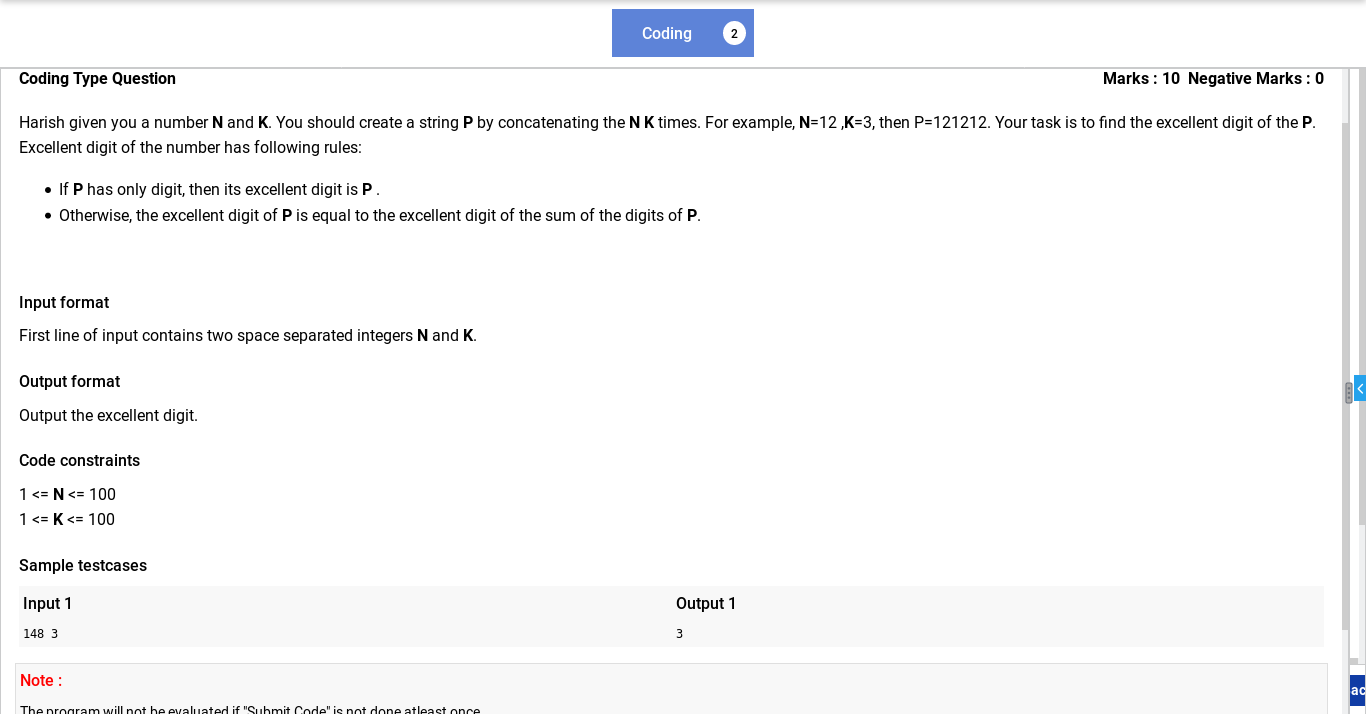 Coding 2
Coding Type Question Marks : 10 Negative Marks : 0
Harish given you a number N and K. You should create a string P by concatenating the N K times. For example, N=12 ,K=3, then P=121212. Your task is to find the excellent digit of the P.
Excellent digit of the number has following rules:
• If P has only digit, then its excellent digit is P .
• Otherwise, the excellent digit of P is equal to the excellent digit of the sum of the digits of P.
Input format
First line of input contains two space separated integers N and K.
Output format
Output the excellent digit.
Code constraints
1 <= N <= 100
1 <= K <= 100
Sample testcases
Input 1 Output 1
148 3 3
Note :
The program will not be evaluated if "Submit Code" is not done atleast once
ac